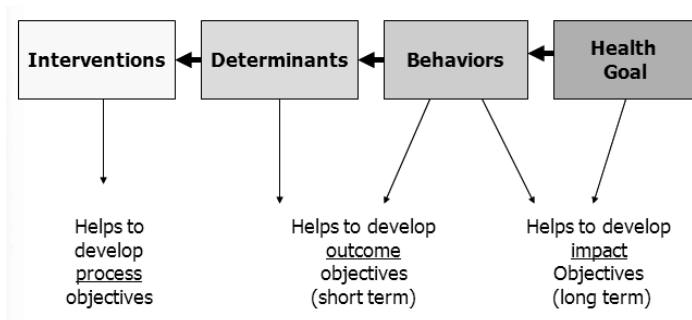 Interventions
Determinants
Behaviors
Health
Goal
Helps to
develop
process
objectives
Helps to develop
outcome
objectives
(short term)
Helps to develop
impact
Objectives
(long term)